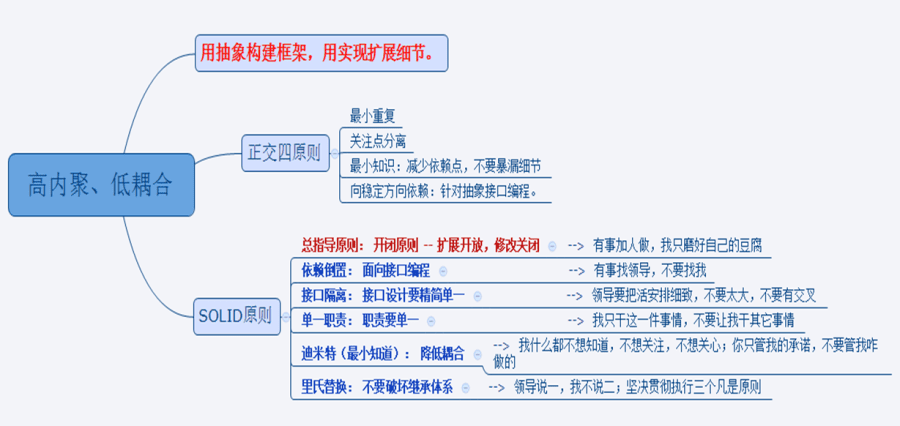 用抽象构建框架，用实现扩展细节。
高内聚、低耦合
正交四原则
最小重复
关注点分离
最小知识：减少依赖点，不要暴漏细节
向稳定方向依赖：针对抽象接口编程。
SOLID原则
总指导原则： 开闭原则 -- 扩展开放，修改关闭 --> 有事加人做，我只磨好自己的豆腐
依赖倒置： 面向接口编程 --> 有事找领导，不要找我
接口隔离： 接口设计要精简单一 --> 领导要把活安排细致，不要太大，不要有交叉
单一职责： 职责要单一 --> 我只干这一件事情，不要让我干其它事情
迪米特（最小知道）： 降低耦合 --> 我什么都不想知道，不想关注，不想关心；你只管我的承诺，不要管我咋
做的
里氏替换： 不要破坏继承体系 --> 领导说一，我不说二；坚决贯彻执行三个凡是原则